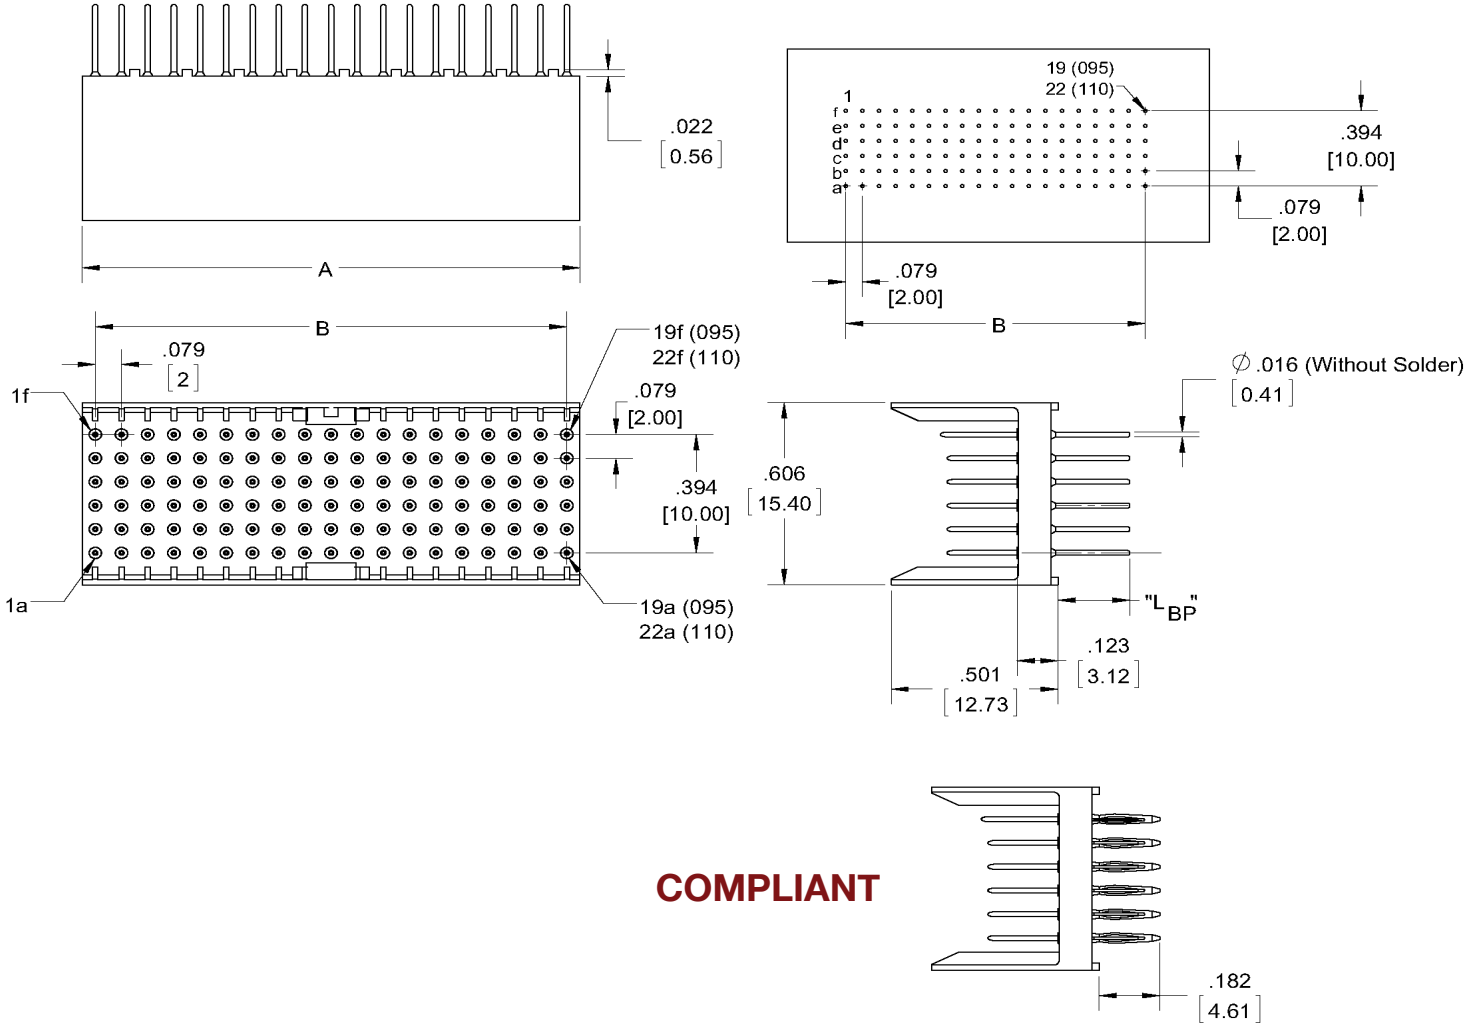 .022
[0.56]
A
19 (095)
22 (110)
1
f
e
d
c
b
a
.394
[10.00]
.079
[2.00]
.079
[2.00]
B
B
.079
[2]
1f
19f (095)
22f (110)
.079
[2.00]
.394
[10.00]
1a
19a (095)
22a (110)
∅ .016 (Without Solder)
[0.41]
.606
[15.40]
"LBP"
.123
[3.12]
.501
[12.73]
COMPLIANT
.182
[4.61]